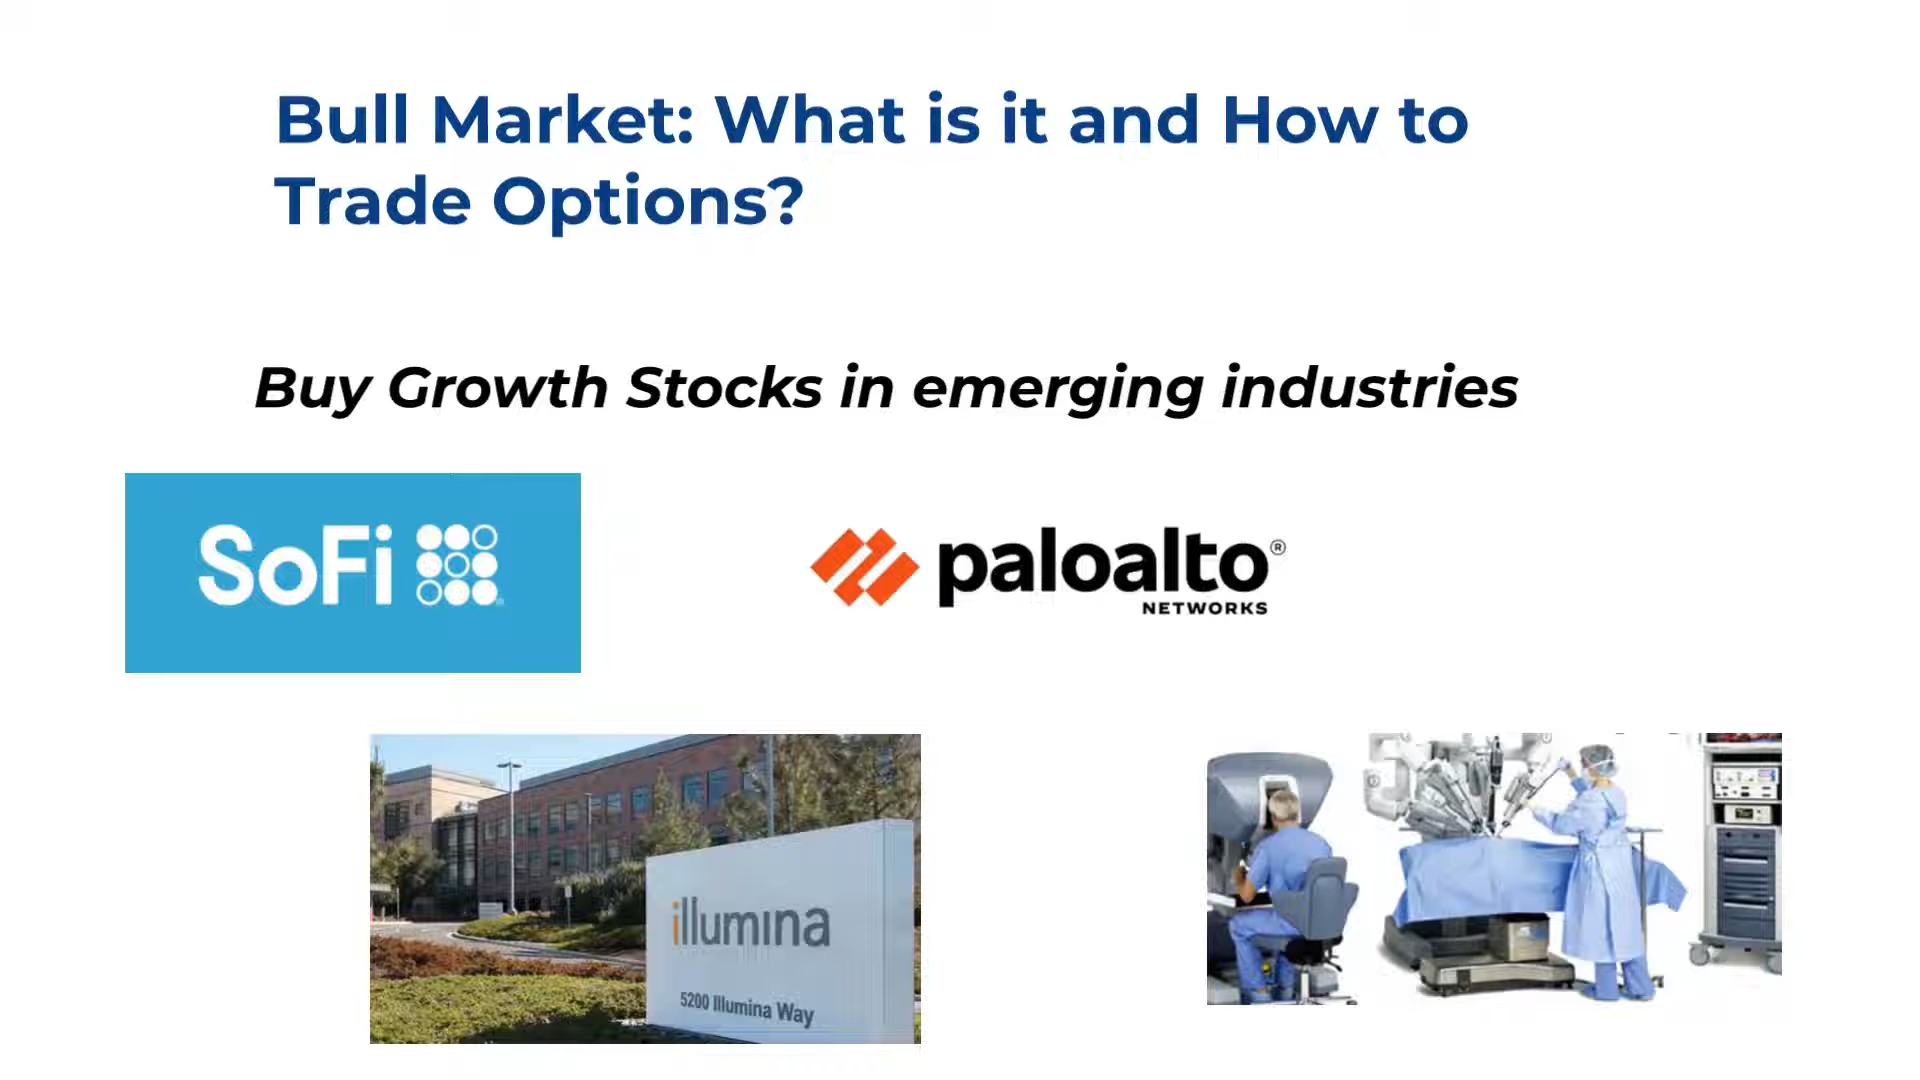 Bull Market: What is it and How to
Trade Options?
Buy Growth Stocks in emerging industries
SoFi
paloalto®
NETWORKS
illumina
5200 Illumina Way